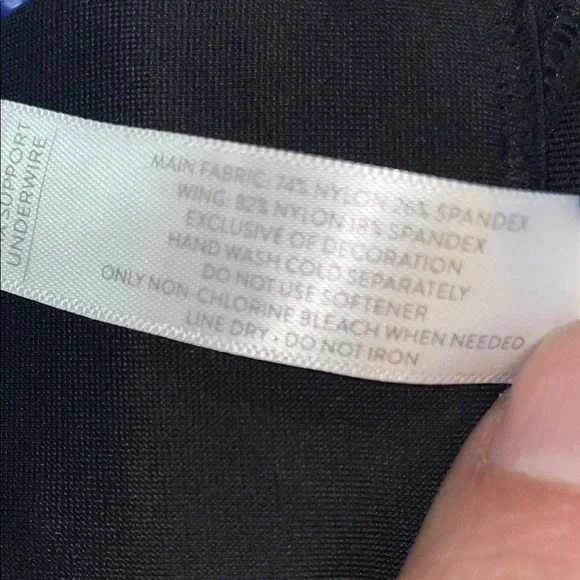 SUPPORT
UNDERWIRE
MAIN FABRIC: 74% NYLON 26% SPANDEX
WING: 82% NYLON 18% SPANDEX
EXCLUSIVE OF DECORATION
HAND WASH COLD SEPARATELY
DO NOT USE SOFTENER
ONLY NON-CHLORINE BLEACH WHEN NEEDED
LINE DRY • DO NOT IRON